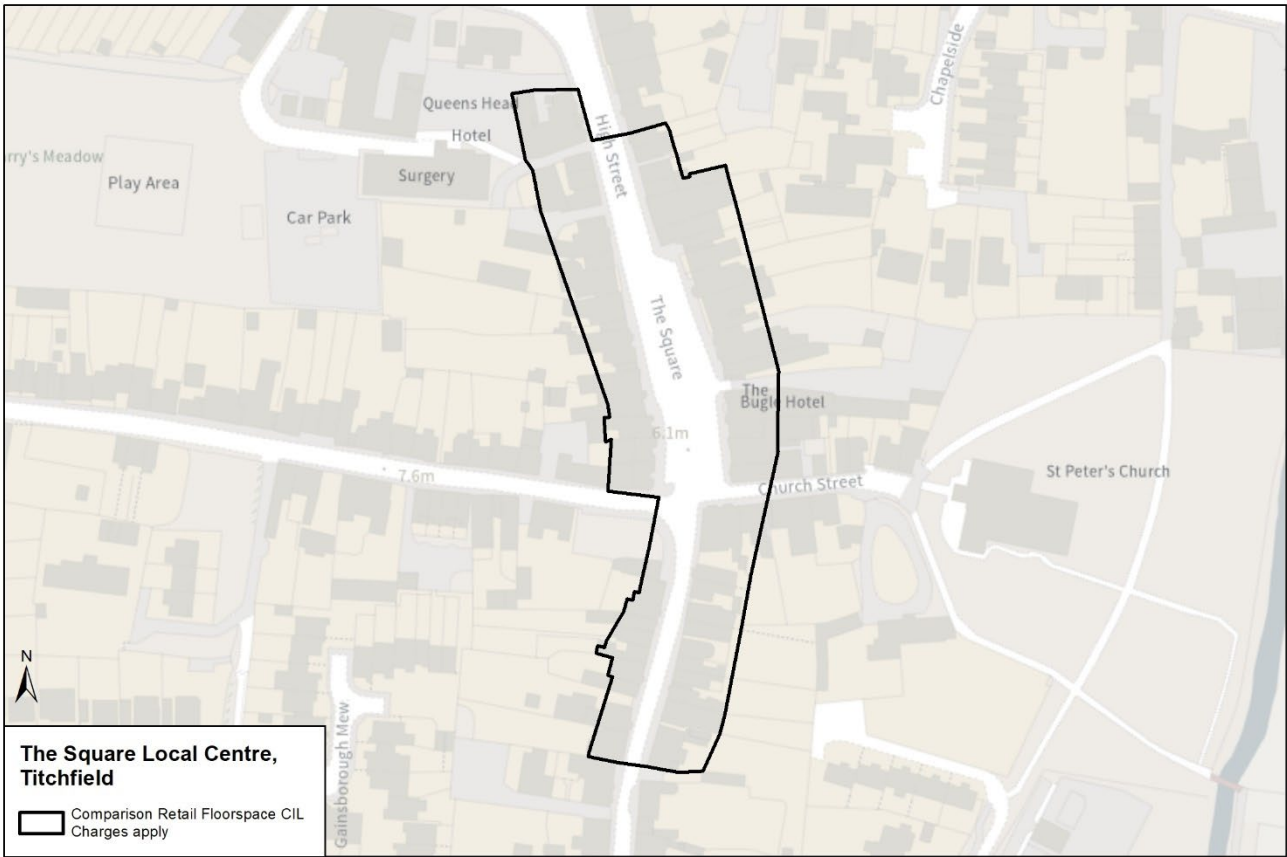 Chapelside
Queens Head
Hotel
High Street
rry's Meadow
Play Area
Surgery
Car Park
The Square
The
Bugle Hotel
6.1m
7.6m
Church Street
St Peter's Church
N
Gainsborough Mew
The Square Local Centre,
Titchfield
Comparison Retail Floorspace CIL
Charges apply